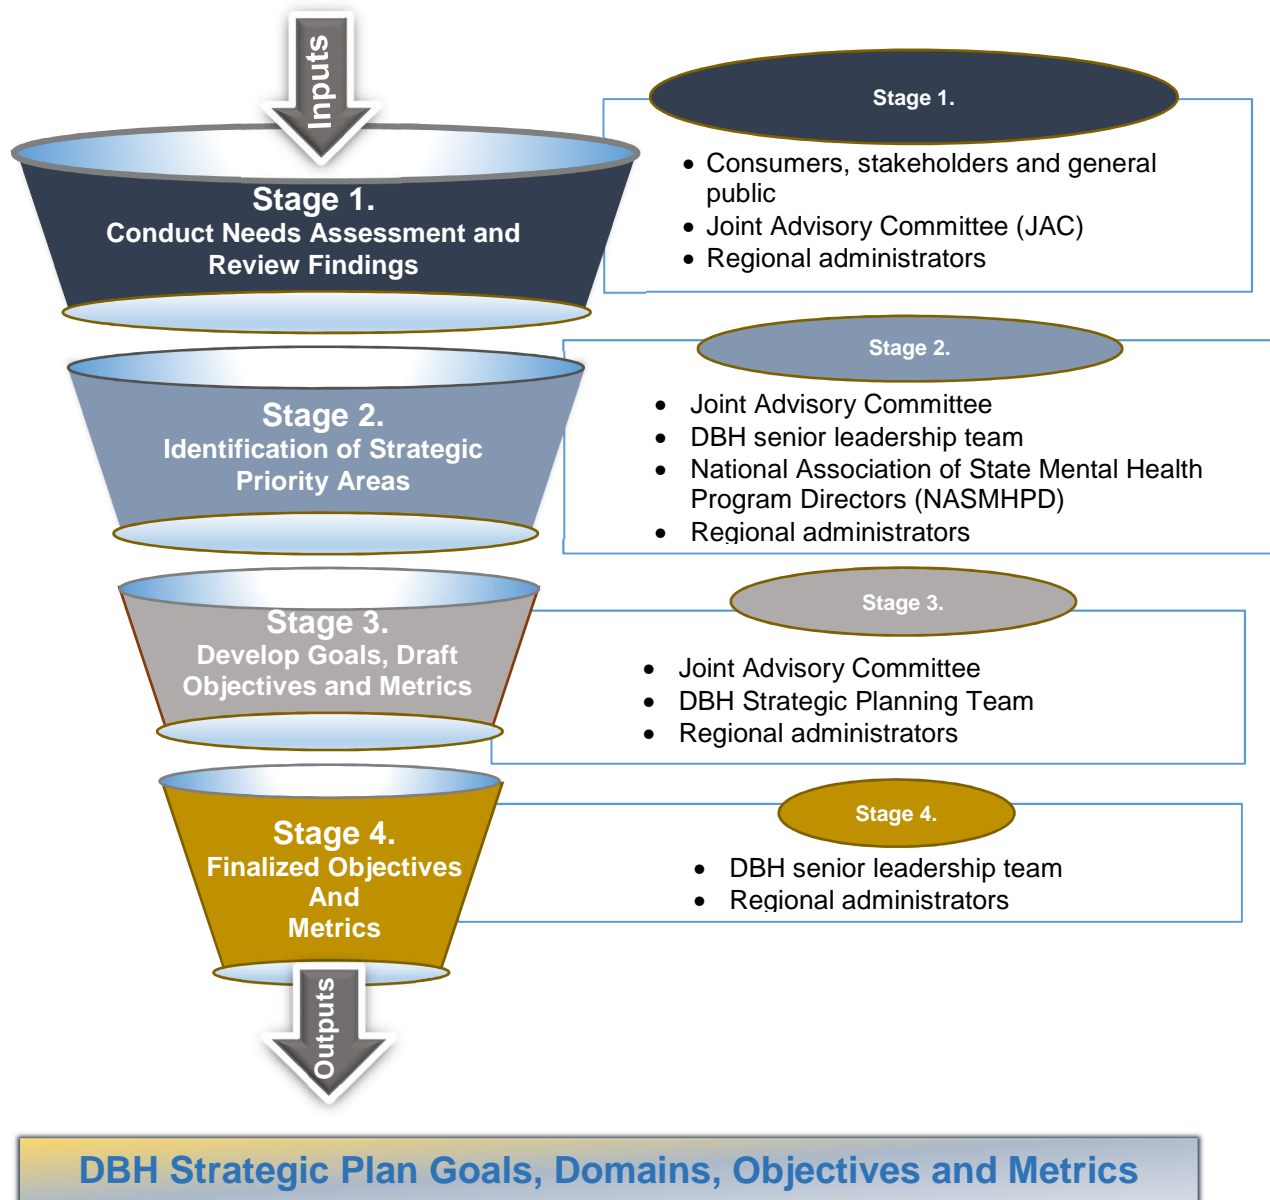 Inputs
Stage 1.
Conduct Needs Assessment and
Review Findings
Stage 1.
• Consumers, stakeholders and general
public
• Joint Advisory Committee (JAC)
• Regional administrators
Stage 2.
Identification of Strategic
Priority Areas
Stage 2.
• Joint Advisory Committee
• DBH senior leadership team
• National Association of State Mental Health
Program Directors (NASMHPD)
• Regional administrators
Stage 3.
Develop Goals, Draft
Objectives and Metrics
Stage 3.
• Joint Advisory Committee
• DBH Strategic Planning Team
• Regional administrators
Stage 4.
Finalized Objectives
And
Metrics
Stage 4.
• DBH senior leadership team
• Regional administrators
Outputs
DBH Strategic Plan Goals, Domains, Objectives and Metrics